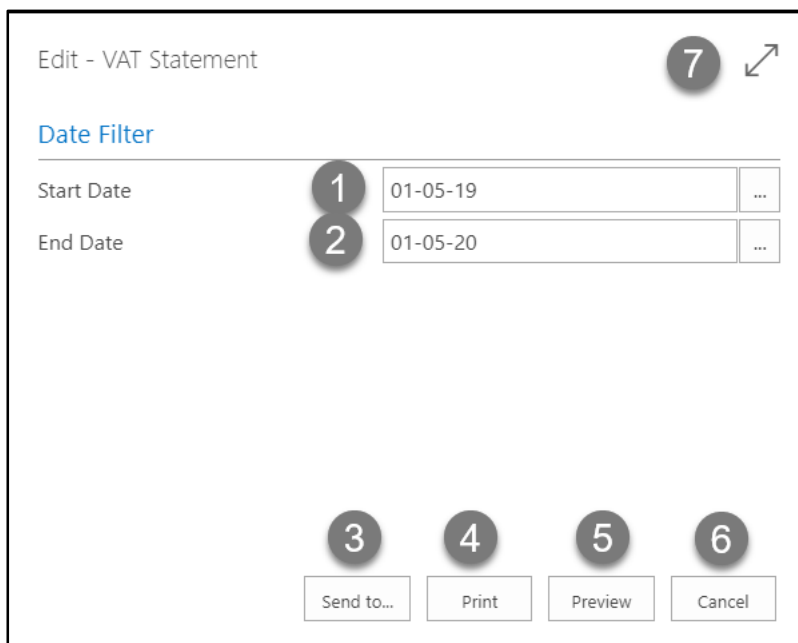 Edit - VAT Statement 7
Date Filter
Start Date 1 01-05-19 ...
End Date 2 01-05-20 ...
3 4 5 6
Send to... Print Preview Cancel